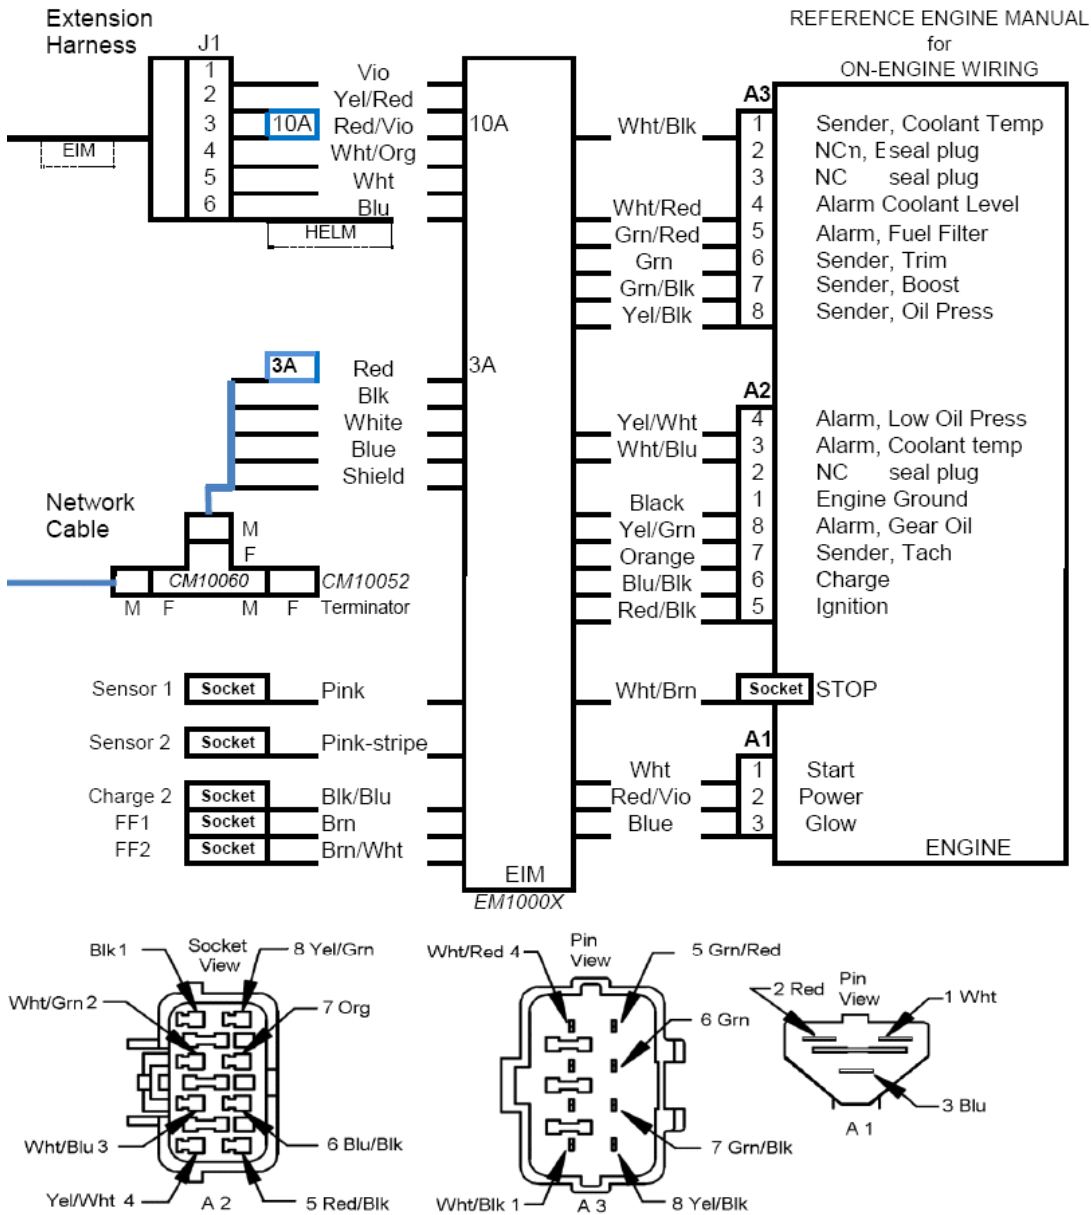 Extension
Harness
J1
1 Vio
2 Yel/Red
3 10A Red/Vio 10A
4 Wht/Org
5 Wht
6 Blu
EIM
HELM
REFERENCE ENGINE MANUAL
for
ON-ENGINE WIRING
A3
Wht/Blk 1 Sender, Coolant Temp
2 seal plug
3 NC seal plug
Wht/Red 4 Alarm Coolant Level
Grn/Red 5 Alarm, Fuel Filter
Grn 6 Sender, Trim
Grn/Blk 7 Sender, Boost
Yel/Blk 8 Sender, Oil Press
3A Red 3A
Blk
White
Blue
Shield
Network
Cable
M
F
CM10060 CM10052
M F M F Terminator
A2
Yel/Wht 4 Alarm, Low Oil Press
Wht/Blu 3 Alarm, Coolant temp
2 NC seal plug
Black 1 Engine Ground
Yel/Grn 8 Alarm, Gear Oil
Orange 7 Sender, Tach
Blu/Blk 6 Charge
Red/Blk 5 Ignition
Sensor 1 Socket Pink
Wht/Brn Socket STOP
Sensor 2 Socket Pink-stripe
Charge 2 Socket Blk/Blu
FF1 Socket Brn
FF2 Socket Brn/Wht
A1
Wht 1 Start
Red/Vio 2 Power
Blue 3 Glow
ENGINE
EIM
EM1000X
Blk 1
Socket
View
8 Yel/Grn
Wht/Grn 2
7 Org
Wht/Blu 3
6 Blu/Blk
Yel/Wht 4
A 2
5 Red/Blk
Wht/Red 4
Pin
View
5 Grn/Red
6 Grn
7 Grn/Blk
Wht/Blk 1
A 3
8 Yel/Blk
2 Red
Pin
View
1 Wht
3 Blu
A 1